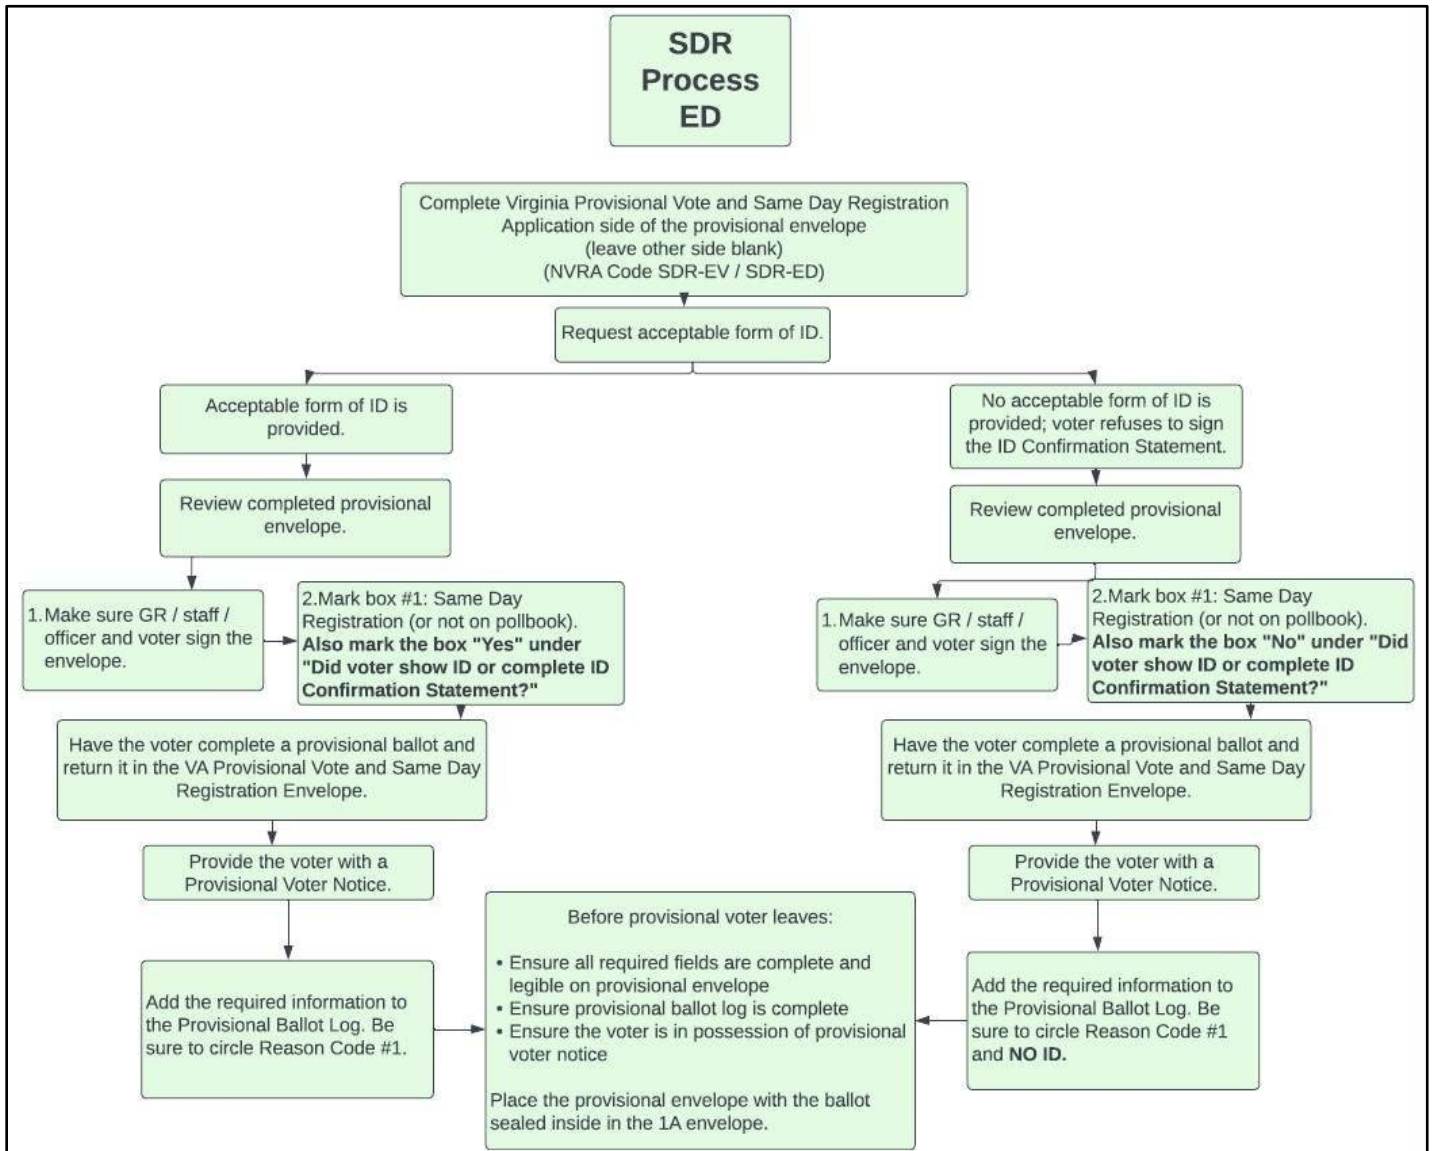 SDR
Process
ED
Complete Virginia Provisional Vote and Same Day Registration
Application side of the provisional envelope
(leave other side blank)
(NVRA Code SDR-EV / SDR-ED)
Request acceptable form of ID.
Acceptable form of ID is
provided.
No acceptable form of ID is
provided; voter refuses to sign
the ID Confirmation Statement.
Review completed provisional
envelope.
Review completed provisional
envelope.
1.Make sure GR / staff /
officer and voter sign the
envelope.
2.Mark box #1: Same Day
Registration (or not on pollbook).
Also mark the box "Yes" under
"Did voter show ID or complete ID
Confirmation Statement?"
1.Make sure GR / staff /
officer and voter sign the
envelope.
2.Mark box #1: Same Day
Registration (or not on pollbook).
Also mark the box "No" under "Did
voter show ID or complete ID
Confirmation Statement?"
Have the voter complete a provisional ballot and
return it in the VA Provisional Vote and Same Day
Registration Envelope.
Have the voter complete a provisional ballot and
return it in the VA Provisional Vote and Same Day
Registration Envelope.
Provide the voter with a
Provisional Voter Notice.
Provide the voter with a
Provisional Voter Notice.
Add the required information to
the Provisional Ballot Log. Be
sure to circle Reason Code #1.
Before provisional voter leaves:
• Ensure all required fields are complete and
legible on provisional envelope
• Ensure provisional ballot log is complete
• Ensure the voter is in possession of provisional
voter notice
Place the provisional envelope with the ballot
sealed inside in the 1A envelope.
Add the required information to
the Provisional Ballot Log. Be
sure to circle Reason Code #1
and NO ID.